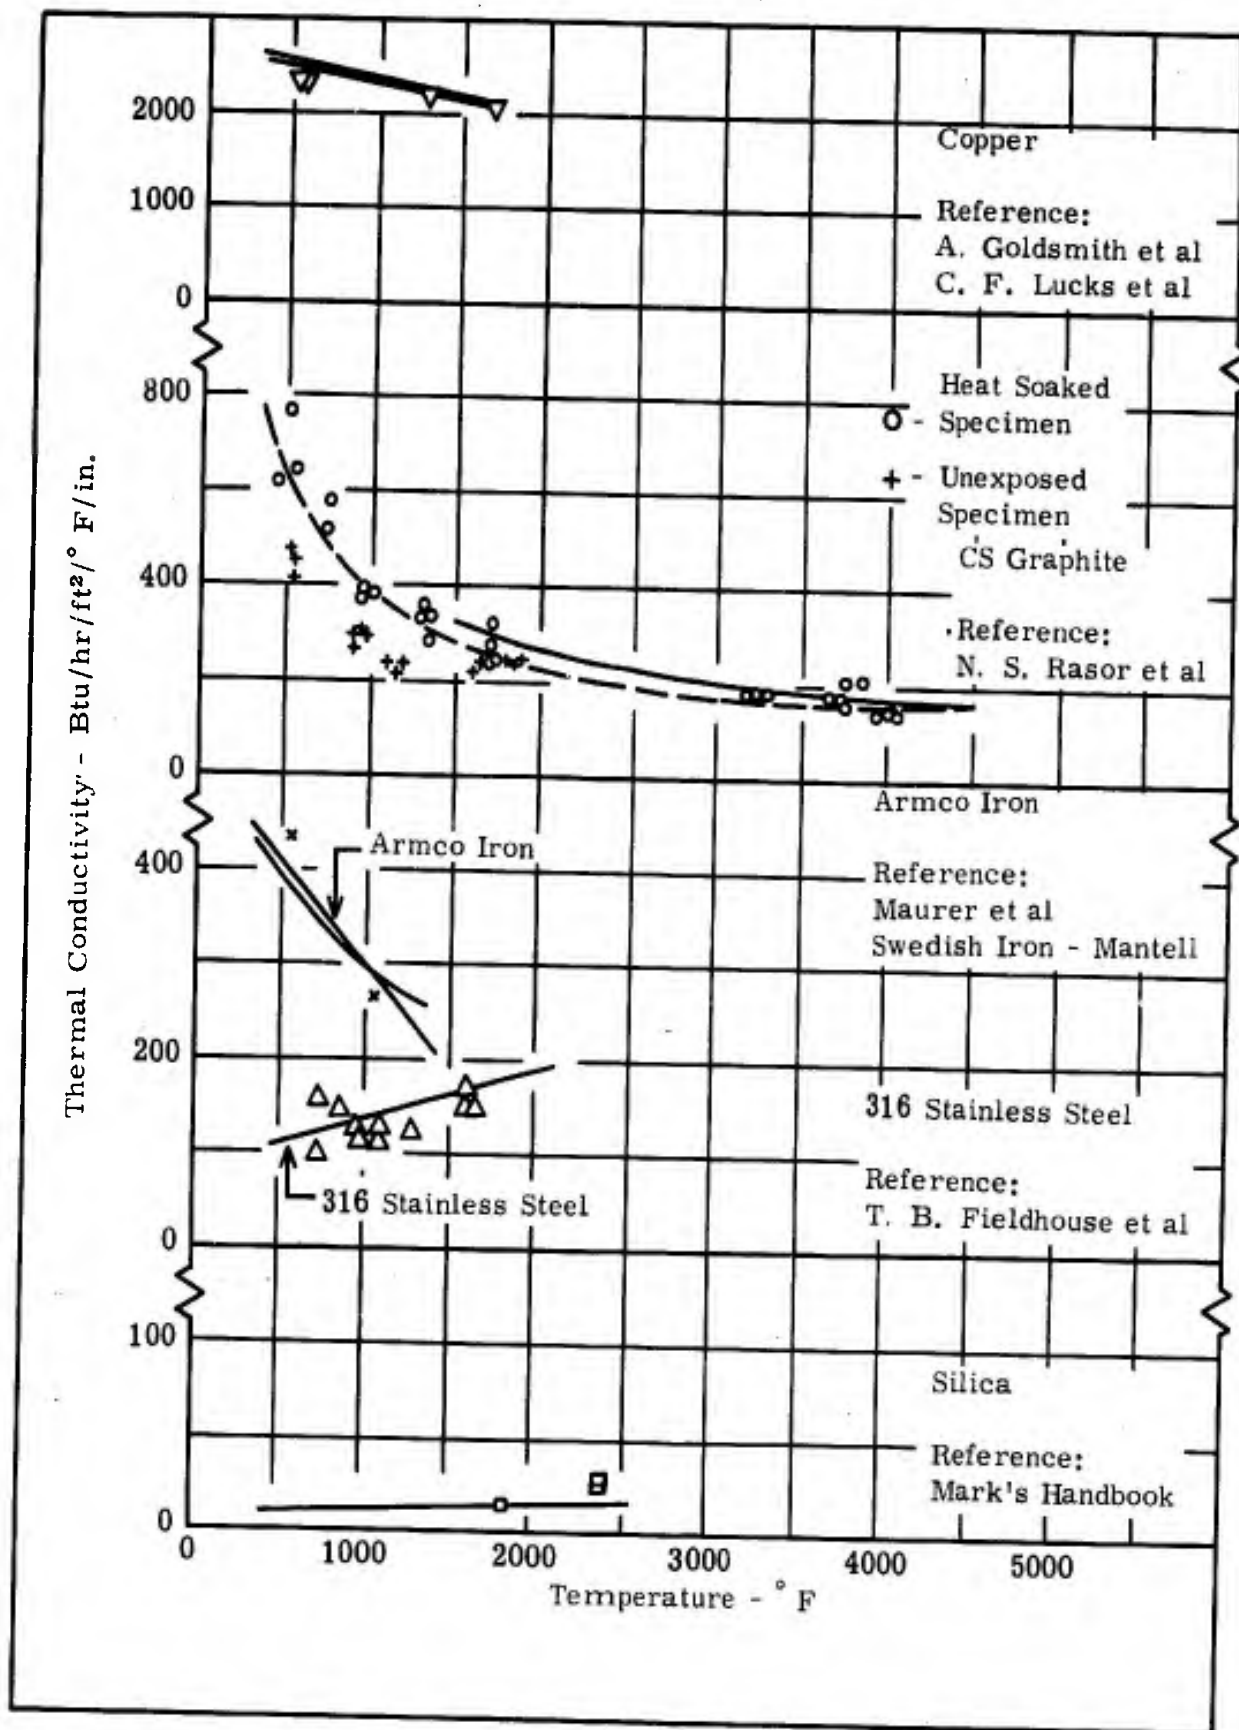 2000
Copper
1000
Reference:
A. Goldsmith et al
C. F. Lucks et al
0
800
Heat Soaked
O - Specimen
+ - Unexposed
Specimen
CS Graphite
400
Reference:
N. S. Rasor et al
0
Armco Iron
Armco Iron
400
Reference:
Maurer et al
Swedish Iron - Mantell
200
316 Stainless Steel
316 Stainless Steel
Reference:
T. B. Fieldhouse et al
0
100
Silica
Reference:
Mark's Handbook
0
0 1000 2000 3000 4000 5000
Temperature - ° F
Thermal Conductivity - Btu/hr/ft²/° F/in.